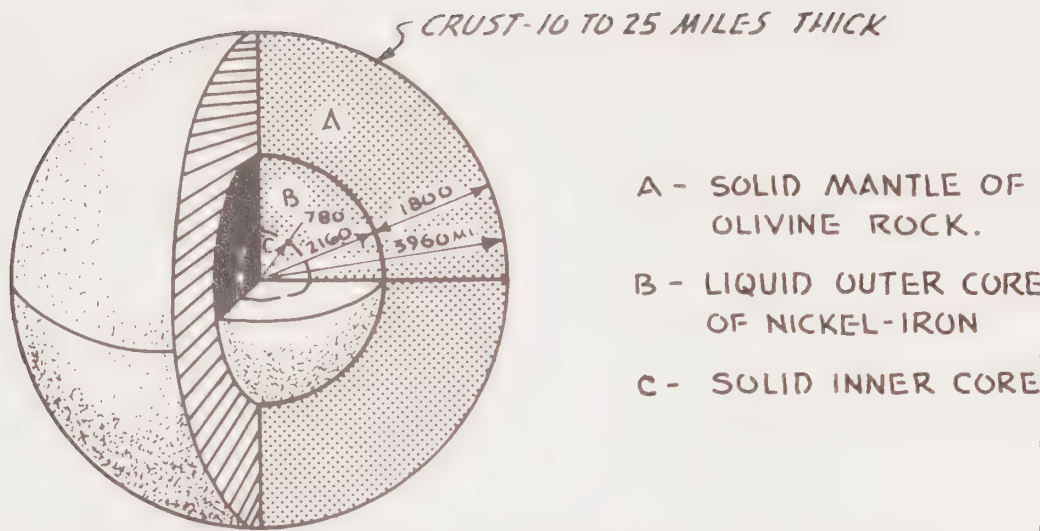 CRUST-10 TO 25 MILES THICK
A
B
780
C
2160
1800
3960 MI.
A - SOLID MANTLE OF
OLIVINE ROCK.
B - LIQUID OUTER CORE
OF NICKEL-IRON
C - SOLID INNER CORE